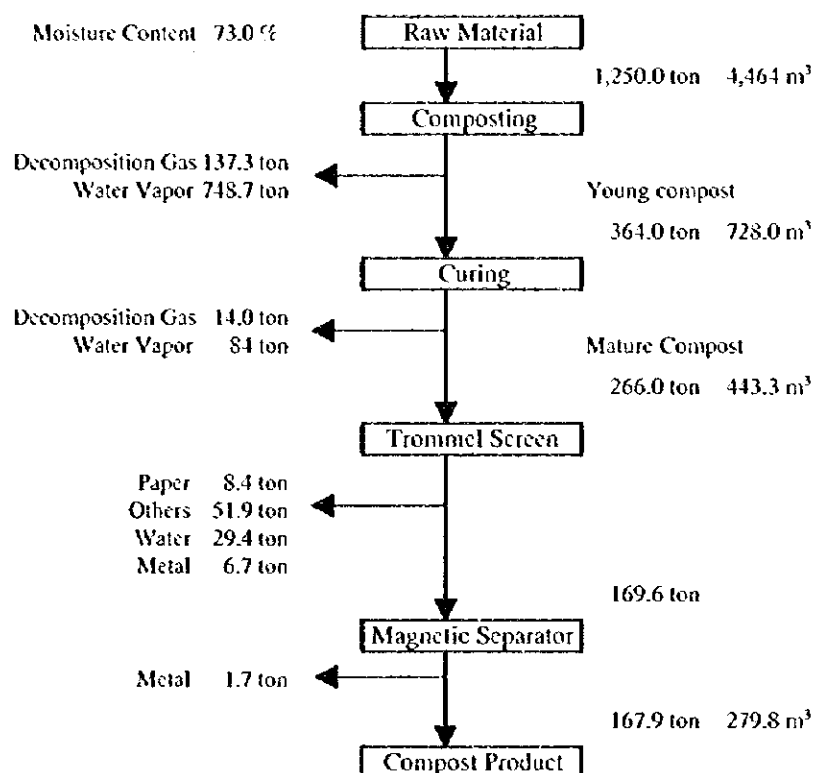 Moisture Content 73.0 %
Raw Material
1,250.0 ton 4,464 m³
Composting
Decomposition Gas 137.3 ton
Water Vapor 748.7 ton
Young compost
364.0 ton 728.0 m³
Curing
Decomposition Gas 14.0 ton
Water Vapor 84 ton
Mature Compost
266.0 ton 443.3 m³
Trommel Screen
Paper 8.4 ton
Others 51.9 ton
Water 29.4 ton
Metal 6.7 ton
169.6 ton
Magnetic Separator
Metal 1.7 ton
167.9 ton 279.8 m³
Compost Product